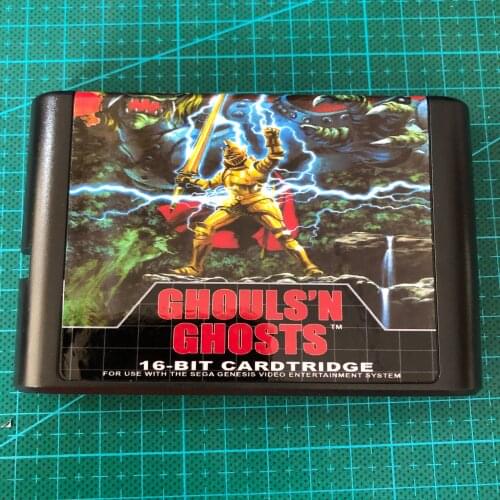 GHOULS'N
GHOSTS™
16-BIT CARDTRIDGE
FOR USE WITH THE SEGA GENESIS VIDEO ENTERTAINMENT SYSTEM